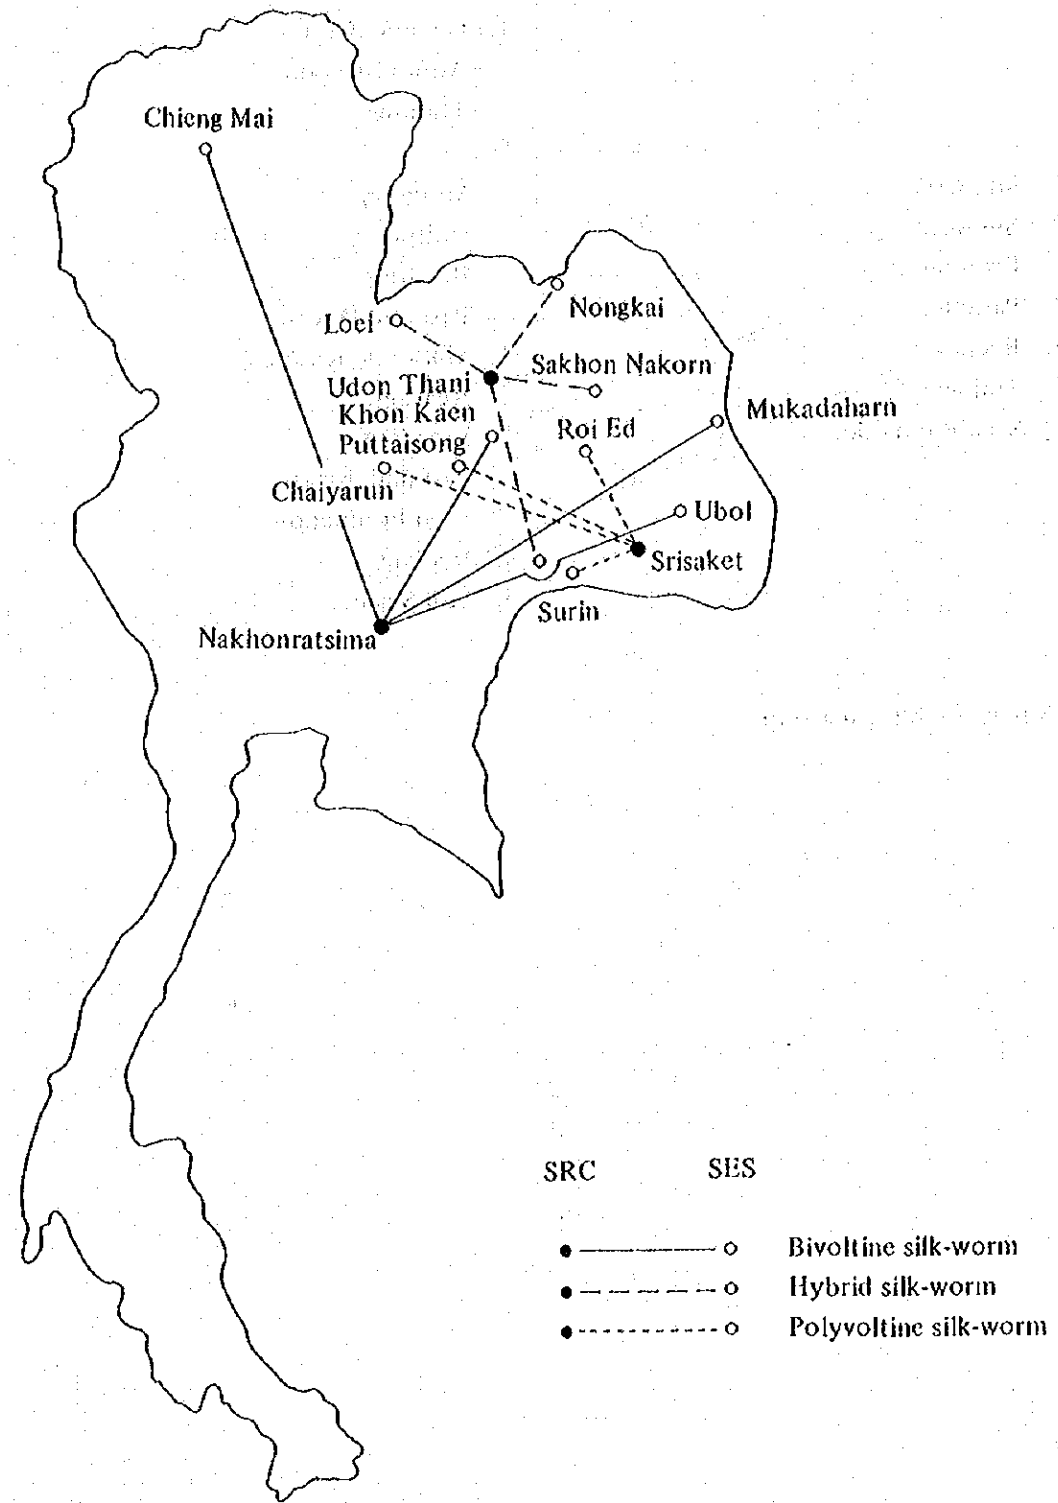 Chieng Mai
Nongkai
Loei
Sakhon Nakorn
Udon Thani
Khon Kaen
Mukadaharn
Roi Ed
Puttaisong
Chaiyarun
Ubol
Srisaket
Surin
Nakhonratsima
SRC SES
Bivoltine silk-worm
Hybrid silk-worm
Polyvoltine silk-worm